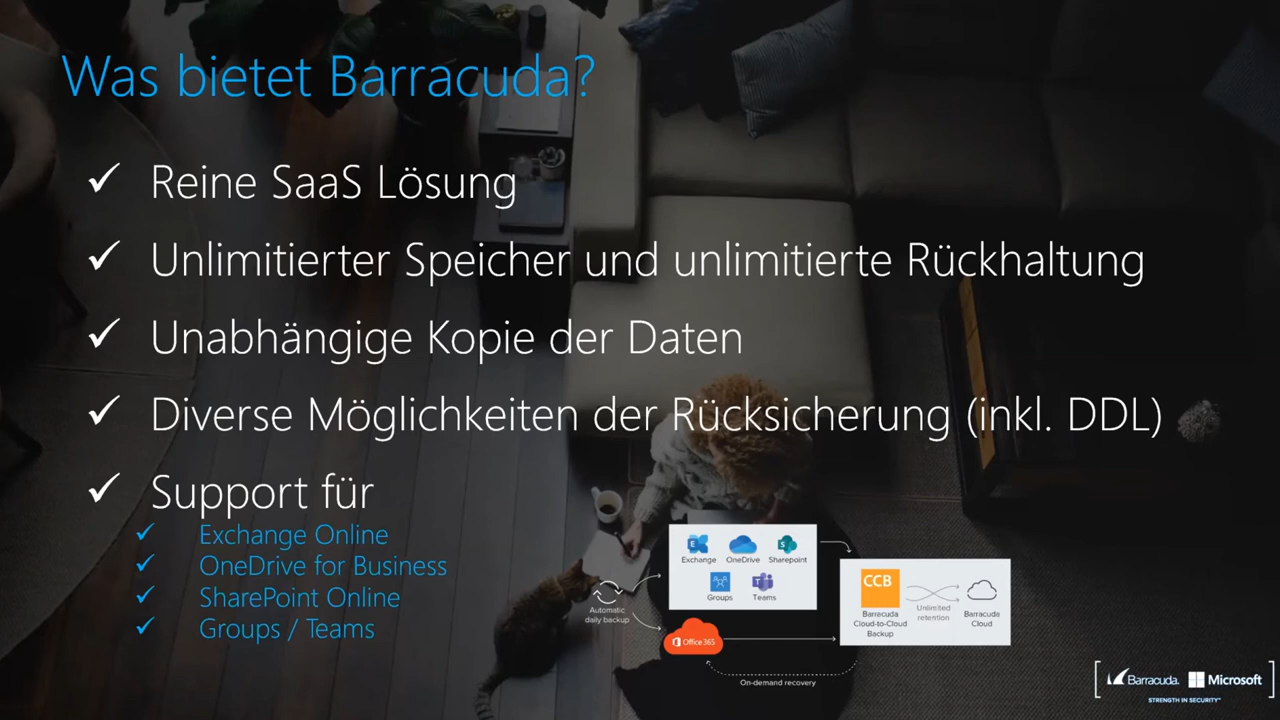 Was bietet Barracuda?
✓ Reine SaaS Lösung
✓ Unlimitierter Speicher und unlimitierte Rückhaltung
✓ Unabhängige Kopie der Daten
✓ Diverse Möglichkeiten der Rücksicherung (inkl. DDL)
✓ Support für
✓ Exchange Online
✓ OneDrive for Business
✓ SharePoint Online
✓ Groups / Teams
Exchange OneDrive Sharepoint
Groups Teams
Automatic
daily backup
Office 365
CCB
Barracuda
Cloud-to-Cloud
Backup
Unlimited
retention
Barracuda
Cloud
On-demand recovery
Barracuda. Microsoft
STRENGTH IN SECURITY™